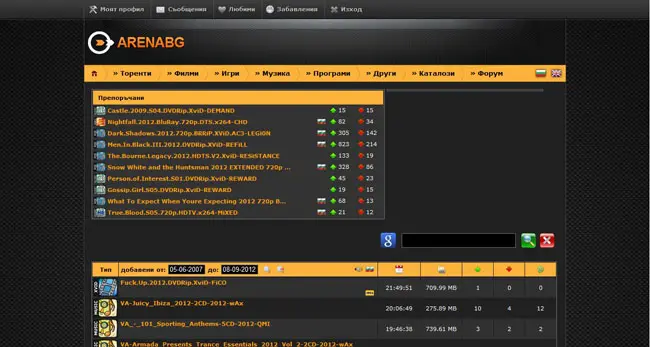 Моят профил Съобщения Любими Забавления Изход
ARENABG
» Торенти » Филми » Игри » Музика » Програми » Други » Каталози » Форум
Препоръчани
Castle.2009.S04.DVDRip.XviD-DEMAND 15 15
Nightfall.2012.BluRay.720p.DTS.x264-CHD 82 34
Dark.Shadows.2012.720p.BRRiP.XViD.AC3-LEGiON 305 142
Men.In.Black.III.2012.DVDRip.XviD-REFiLL 823 214
The.Bourne.Legacy.2012.HDTS.V2.XviD-RESiSTANCE 133 19
Snow White and the Huntsman 2012 EXTENDED 720p ... 328 86
Person.of.Interest.S01.DVDRip.XviD-REWARD 45 23
Gossip.Girl.S05.DVDRip.XviD-REWARD 19 15
What To Expect When Youre Expecting 2012 720p B... 68 13
True.Blood.S05.720p.HDTV.x264-MiXED 21 12
Тип добавени от: 05-06-2007 до: 08-09-2012
XVID Fuck.Up.2012.DVDRip.XviD-FiCO 21:49:51 709.99 MB 1 0 0
MUSIC VA-Juicy_Ibiza_2012-2CD-2012-wAx 20:06:49 275.89 MB 10 4 12
MUSIC VA_-_101_Sporting_Anthems-5CD-2012-QMI 19:46:38 739.61 MB 3 2 2
VA-Armada_Presents_Trance_Essentials_2012_Vol_2-2CD-2012-wAx